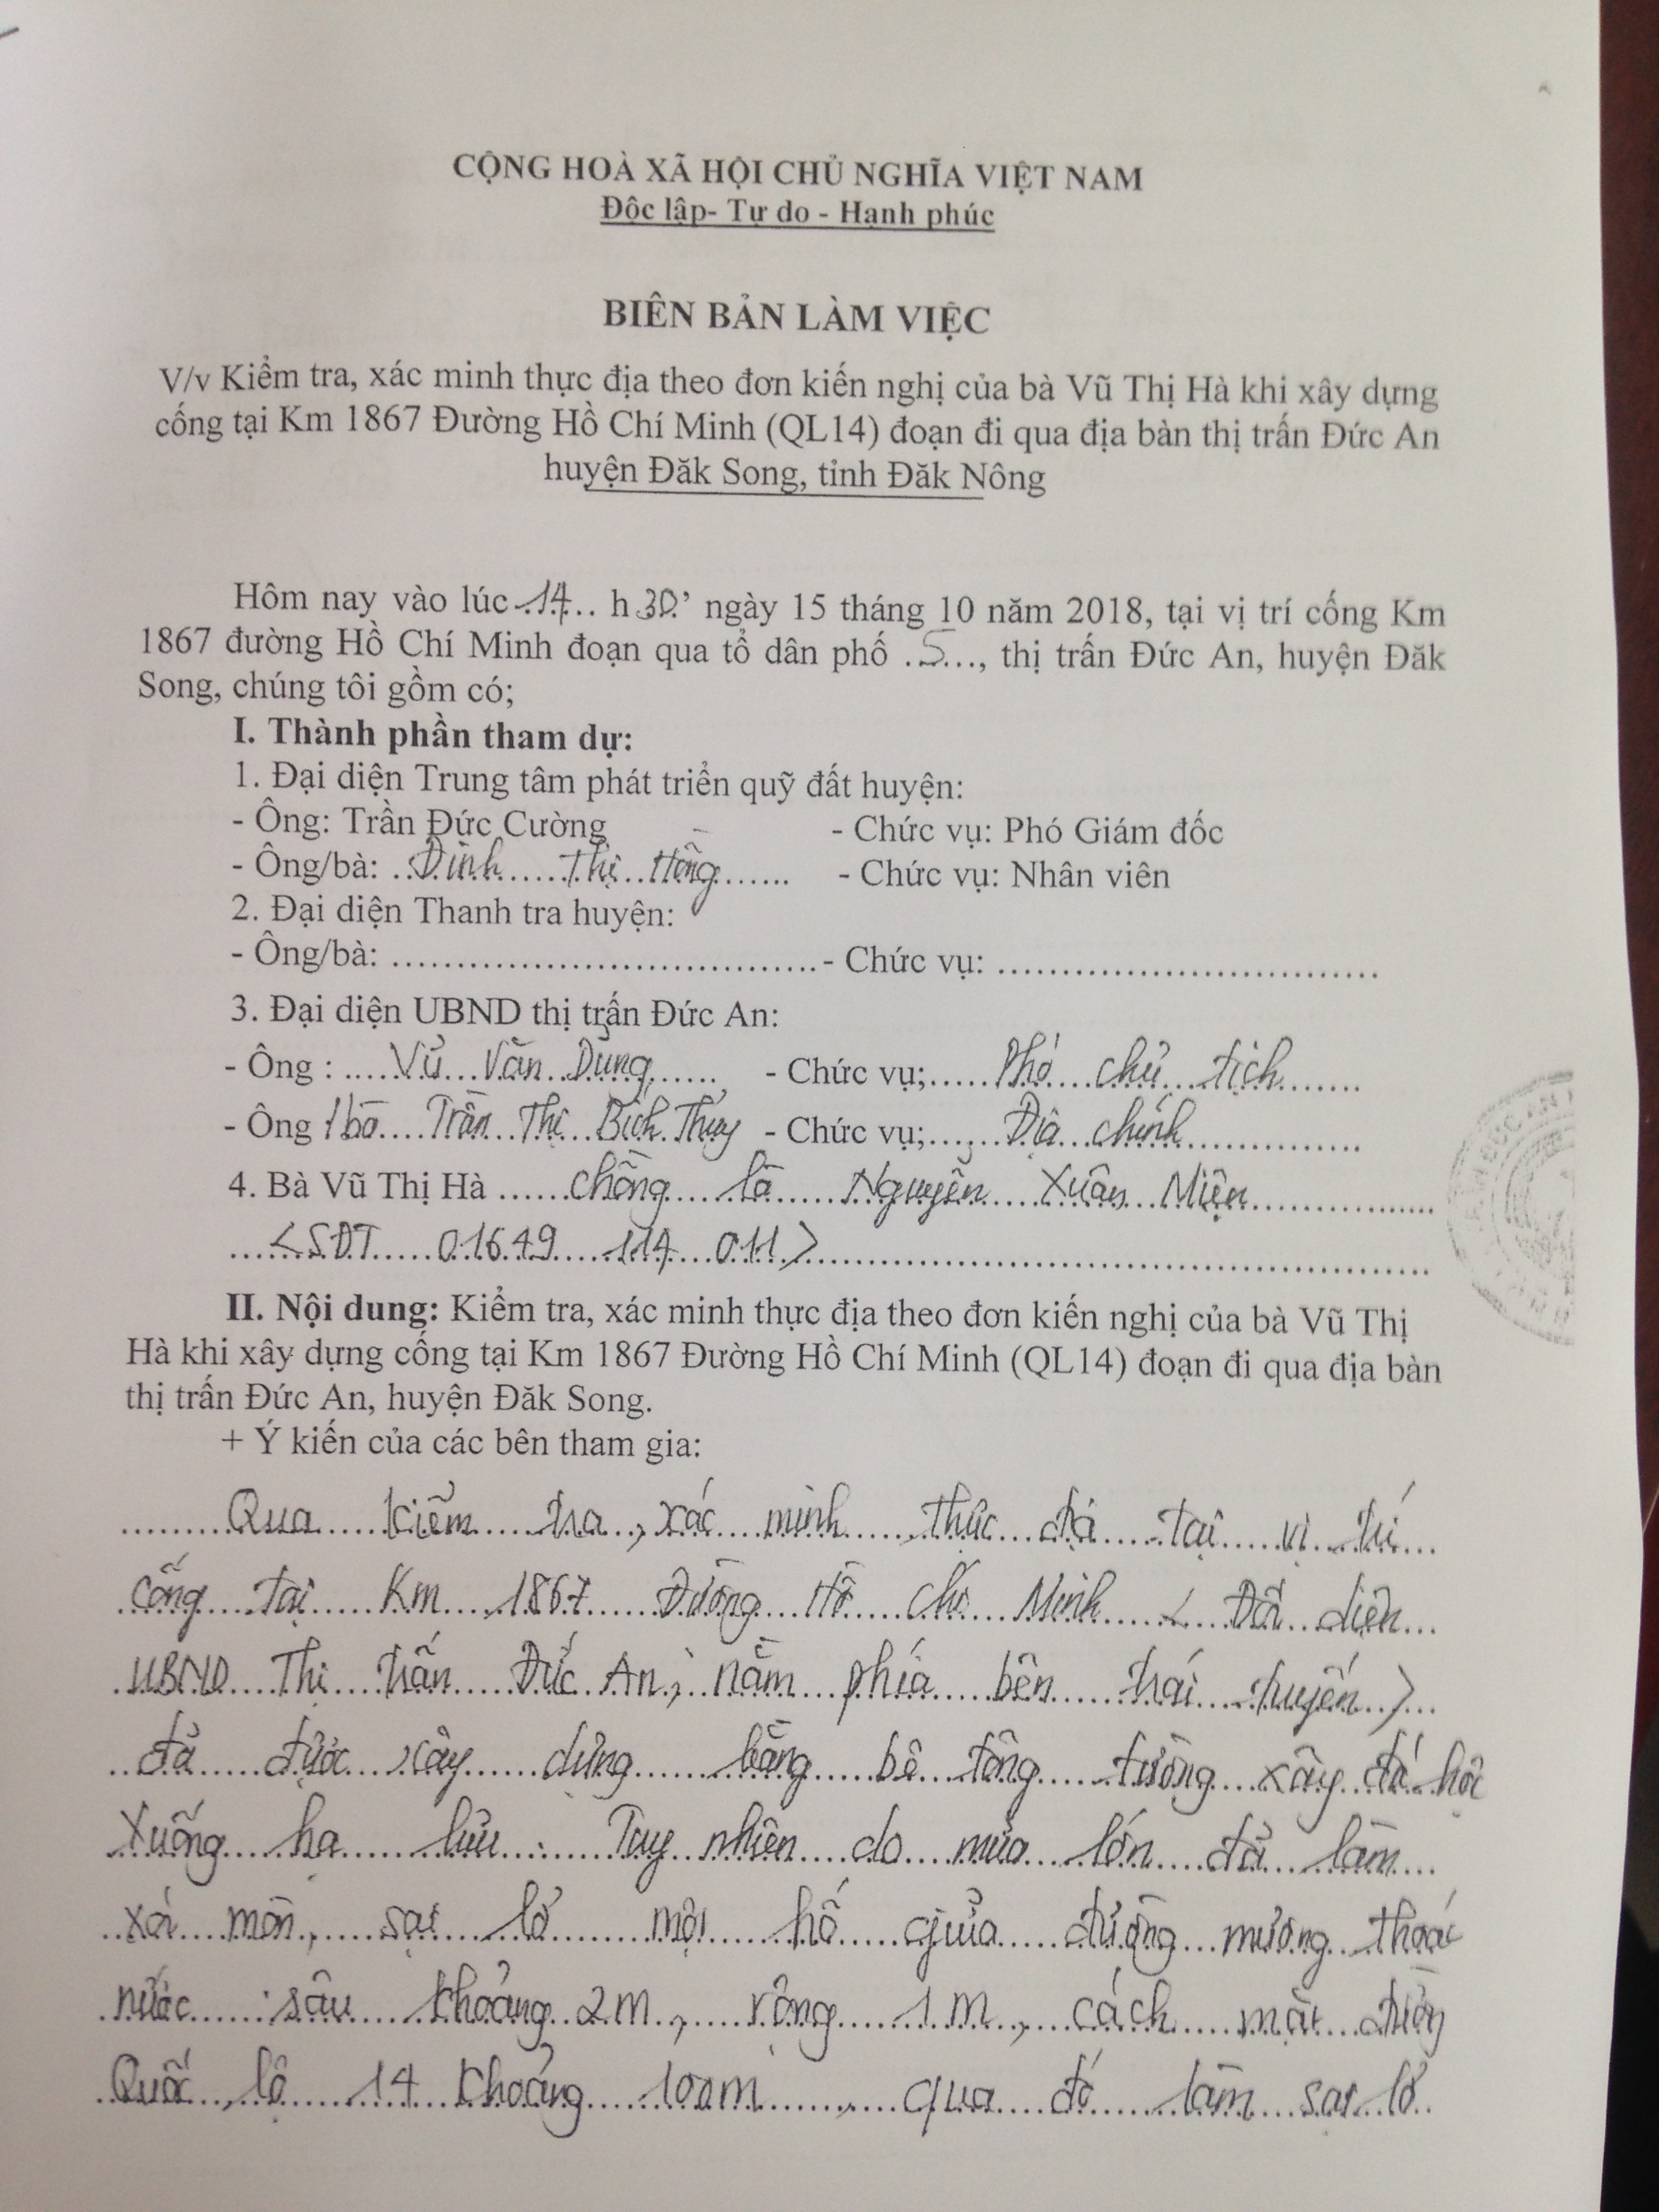 CỘNG HOÀ XÃ HỘI CHỦ NGHĨA VIỆT NAM
Độc lập- Tự do - Hạnh phúc
BIÊN BẢN LÀM VIỆC
V/v Kiểm tra, xác minh thực địa theo đơn kiến nghị của bà Vũ Thị Hà khi xây dựng
cống tại Km 1867 Đường Hồ Chí Minh (QL14) đoạn đi qua địa bàn thị trấn Đức An
huyện Đăk Song, tỉnh Đăk Nông
Hôm nay vào lúc 14 h 30' ngày 15 tháng 10 năm 2018, tại vị trí cống Km
1867 đường Hồ Chí Minh đoạn qua tổ dân phố 5, thị trấn Đức An, huyện Đăk
Song, chúng tôi gồm có;
I. Thành phần tham dự:
1. Đại diện Trung tâm phát triển quỹ đất huyện:
- Ông: Trần Đức Cường - Chức vụ: Phó Giám đốc
- Ông/bà: Đinh Thị Hồng - Chức vụ: Nhân viên
2. Đại diện Thanh tra huyện:
- Ông/bà: - Chức vụ:
3. Đại diện UBND thị trấn Đức An:
- Ông : Vũ Văn Dũng - Chức vụ; Phó chủ tịch
- Ông /bà Trần Thị Bích Thủy - Chức vụ; Địa chính
4. Bà Vũ Thị Hà chồng là Nguyễn Xuân Miện
<SĐT 01649 114 011>
II. Nội dung: Kiểm tra, xác minh thực địa theo đơn kiến nghị của bà Vũ Thị
Hà khi xây dựng cống tại Km 1867 Đường Hồ Chí Minh (QL14) đoạn đi qua địa bàn
thị trấn Đức An, huyện Đăk Song.
+ Ý kiến của các bên tham gia:
Qua kiểm tra, xác minh thực địa tại vị trí
cống tại Km 1867 Đường Hồ Chí Minh < Đối diện
UBND Thị trấn Đức An, nằm phía bên trái tuyến >
đã được xây dựng bằng bê tông tường xây đá hộc
xuống hạ lưu. Tuy nhiên do mưa lớn đã làm
xói mòn, sạt lở một hố giữa đường mương thoát
nước sâu khoảng 2m, rộng 1m, cách mặt đường
Quốc lộ 14 khoảng 100m, qua đó làm sạt lở